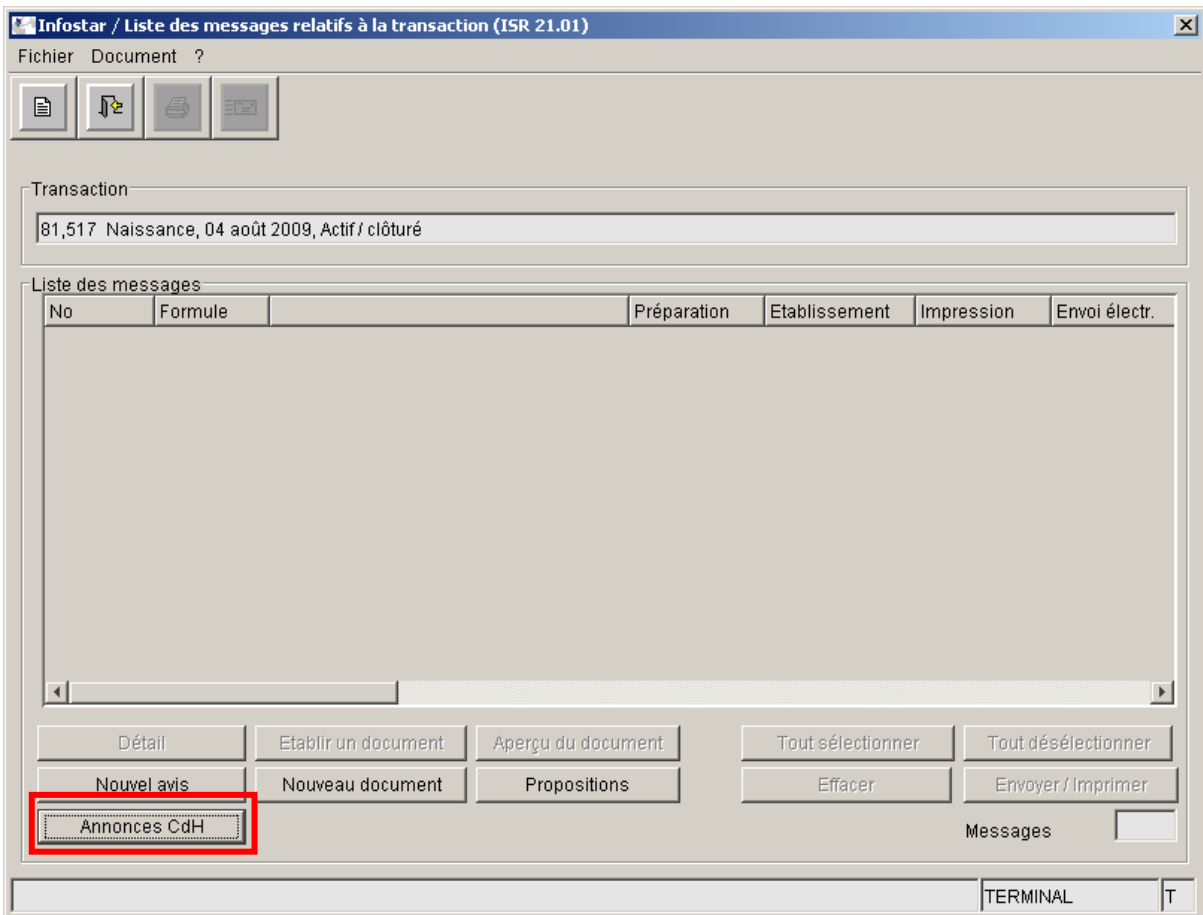 Infostar / Liste des messages relatifs à la transaction (ISR 21.01)
Fichier Document ?
Transaction
81,517 Naissance, 04 août 2009, Actif / clôturé
Liste des messages
No Formule Préparation Etablissement Impression Envoi électr.
Détail Etablir un document Aperçu du document Tout sélectionner Tout désélectionner
Nouvel avis Nouveau document Propositions Effacer Envoyer / Imprimer
Annonces CdH Messages
TERMINAL T